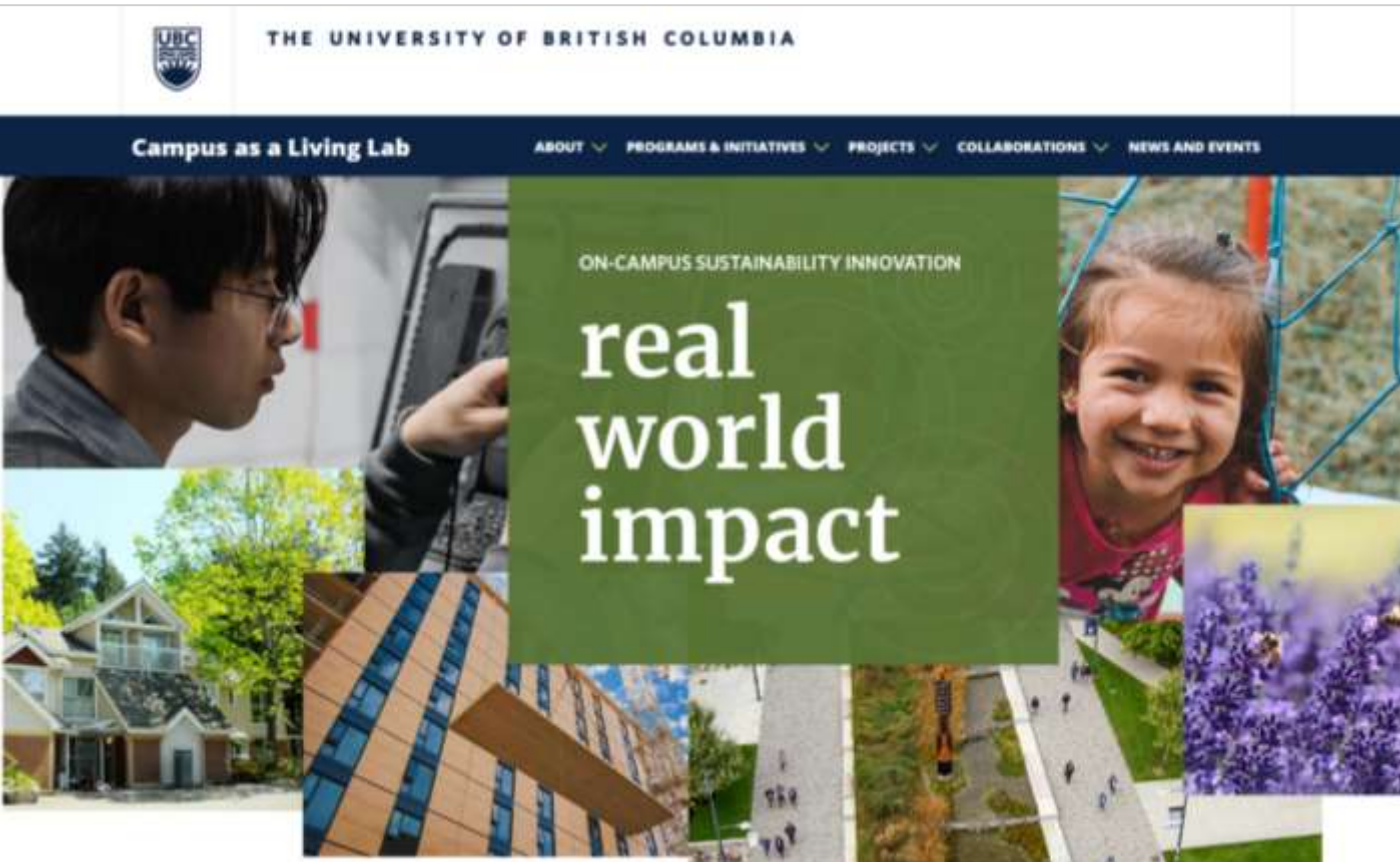 UBC
THE UNIVERSITY OF BRITISH COLUMBIA
Campus as a Living Lab
ABOUT PROGRAMS & INITIATIVES PROJECTS COLLABORATIONS NEWS AND EVENTS
ON-CAMPUS SUSTAINABILITY INNOVATION
real
world
impact